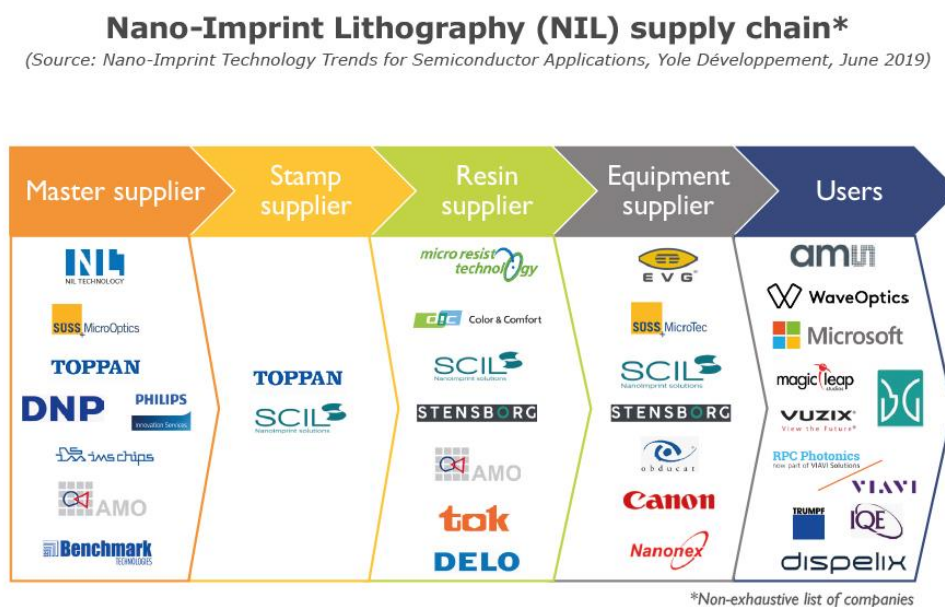 Nano-Imprint Lithography (NIL) supply chain*
(Source: Nano-Imprint Technology Trends for Semiconductor Applications, Yole Développement, June 2019)
Master supplier
Stamp
supplier
Resin
supplier
Equipment
supplier
Users
NIL
NIL TECHNOLOGY
SUSS MicroOptics
TOPPAN
DNP
PHILIPS
Innovation Services
ims chips
AMO
Benchmark
TECHNOLOGIES
TOPPAN
SCIL
Nanoimprint solutions
micro resist
technology
dic Color & Comfort
SCIL
Nanoimprint solutions
STENSBORG
AMO
tok
DELO
EVG®
SUSS MicroTec
SCIL
Nanoimprint solutions
STENSBORG
obducat
Canon
Nanonex
amu
WaveOptics
Microsoft
magic leap
studios
VUZIX®
View the Future®
RPC Photonics
now part of VIAVI Solutions
VIAVI
TRUMPF
IQE
dispelix
*Non-exhaustive list of companies